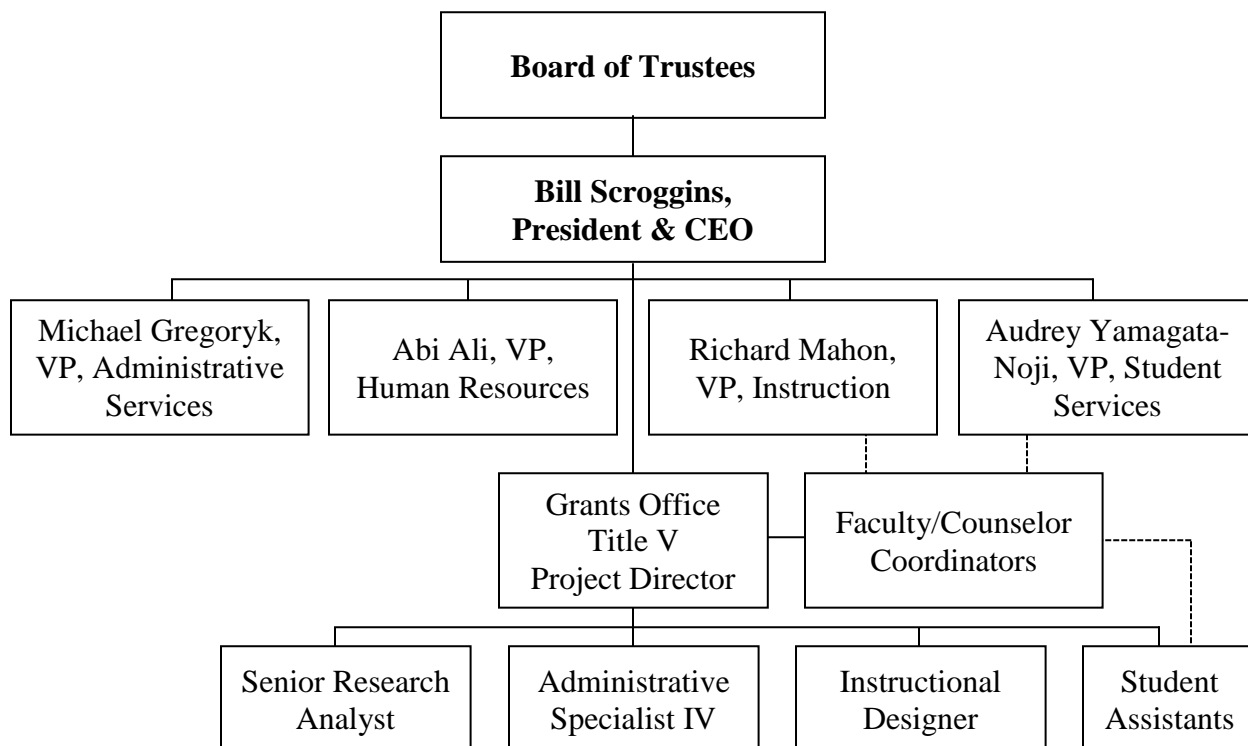 Board of Trustees
Bill Scroggins,
President & CEO
Michael Gregoryk,
VP, Administrative
Services
Abi Ali, VP,
Human Resources
Richard Mahon,
VP, Instruction
Audrey Yamagata-
Noji, VP, Student
Services
Grants Office
Title V
Project Director
Faculty/Counselor
Coordinators
Senior Research
Analyst
Administrative
Specialist IV
Instructional
Designer
Student
Assistants